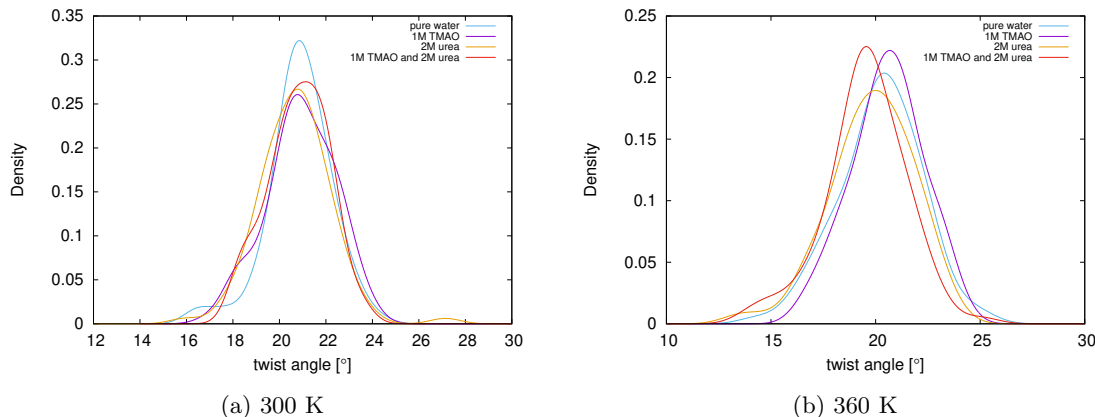 0.35
0.3
0.25
0.2
0.15
0.1
0.05
0
Density
12 14 16 18 20 22 24 26 28 30
twist angle [°]
pure water
1M TMAO
2M urea
1M TMAO and 2M urea
(a) 300 K
0.25
0.2
0.15
0.1
0.05
0
Density
10 15 20 25 30
twist angle [°]
pure water
1M TMAO
2M urea
1M TMAO and 2M urea
(b) 360 K